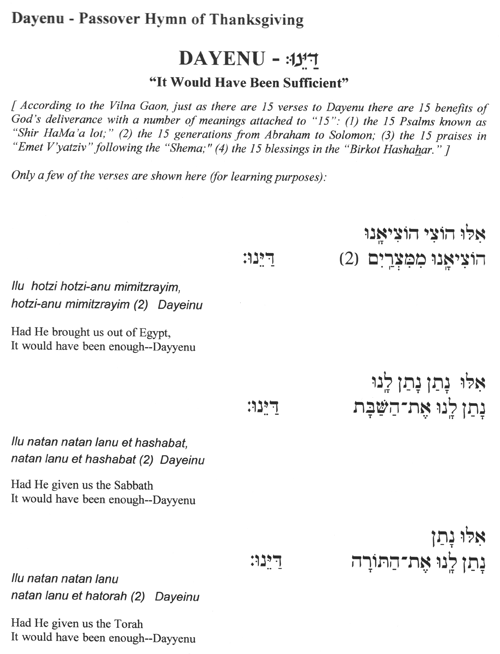 Dayenu - Passover Hymn of Thanksgiving
DAYENU - דַּיֵּנוּ:
“It Would Have Been Sufficient”
[ According to the Vilna Gaon, just as there are 15 verses to Dayenu there are 15 benefits of
God's deliverance with a number of meanings attached to “15”: (1) the 15 Psalms known as
“Shir HaMa'a lot;” (2) the 15 generations from Abraham to Solomon; (3) the 15 praises in
“Emet V'yatziv” following the “Shema;" (4) the 15 blessings in the “Birkot Hashaẖar.” ]
Only a few of the verses are shown here (for learning purposes):
אִלּוּ הוֹצִי הוֹצִיאָֽנוּ
הוֹצִיאָֽנוּ מִמִּצְרַֽיִם (2) דַּיֵּנוּ:
Ilu hotzi hotzi-anu mimitzrayim,
hotzi-anu mimitzrayim (2) Dayeinu
Had He brought us out of Egypt,
It would have been enough--Dayyenu
אִלּוּ נָתַן נָתַן לָֽנוּ
נָתַן לָֽנוּ אֶת־הַשַּׁבָּת דַּיֵּנוּ:
Ilu natan natan lanu et hashabat,
natan lanu et hashabat (2) Dayeinu
Had He given us the Sabbath
It would have been enough--Dayyenu
אִלּוּ נָתַן
נָתַן לָֽנוּ אֶת־הַתּוֹרָה דַּיֵּנוּ:
Ilu natan natan lanu
natan lanu et hatorah (2) Dayeinu
Had He given us the Torah
It would have been enough--Dayyenu